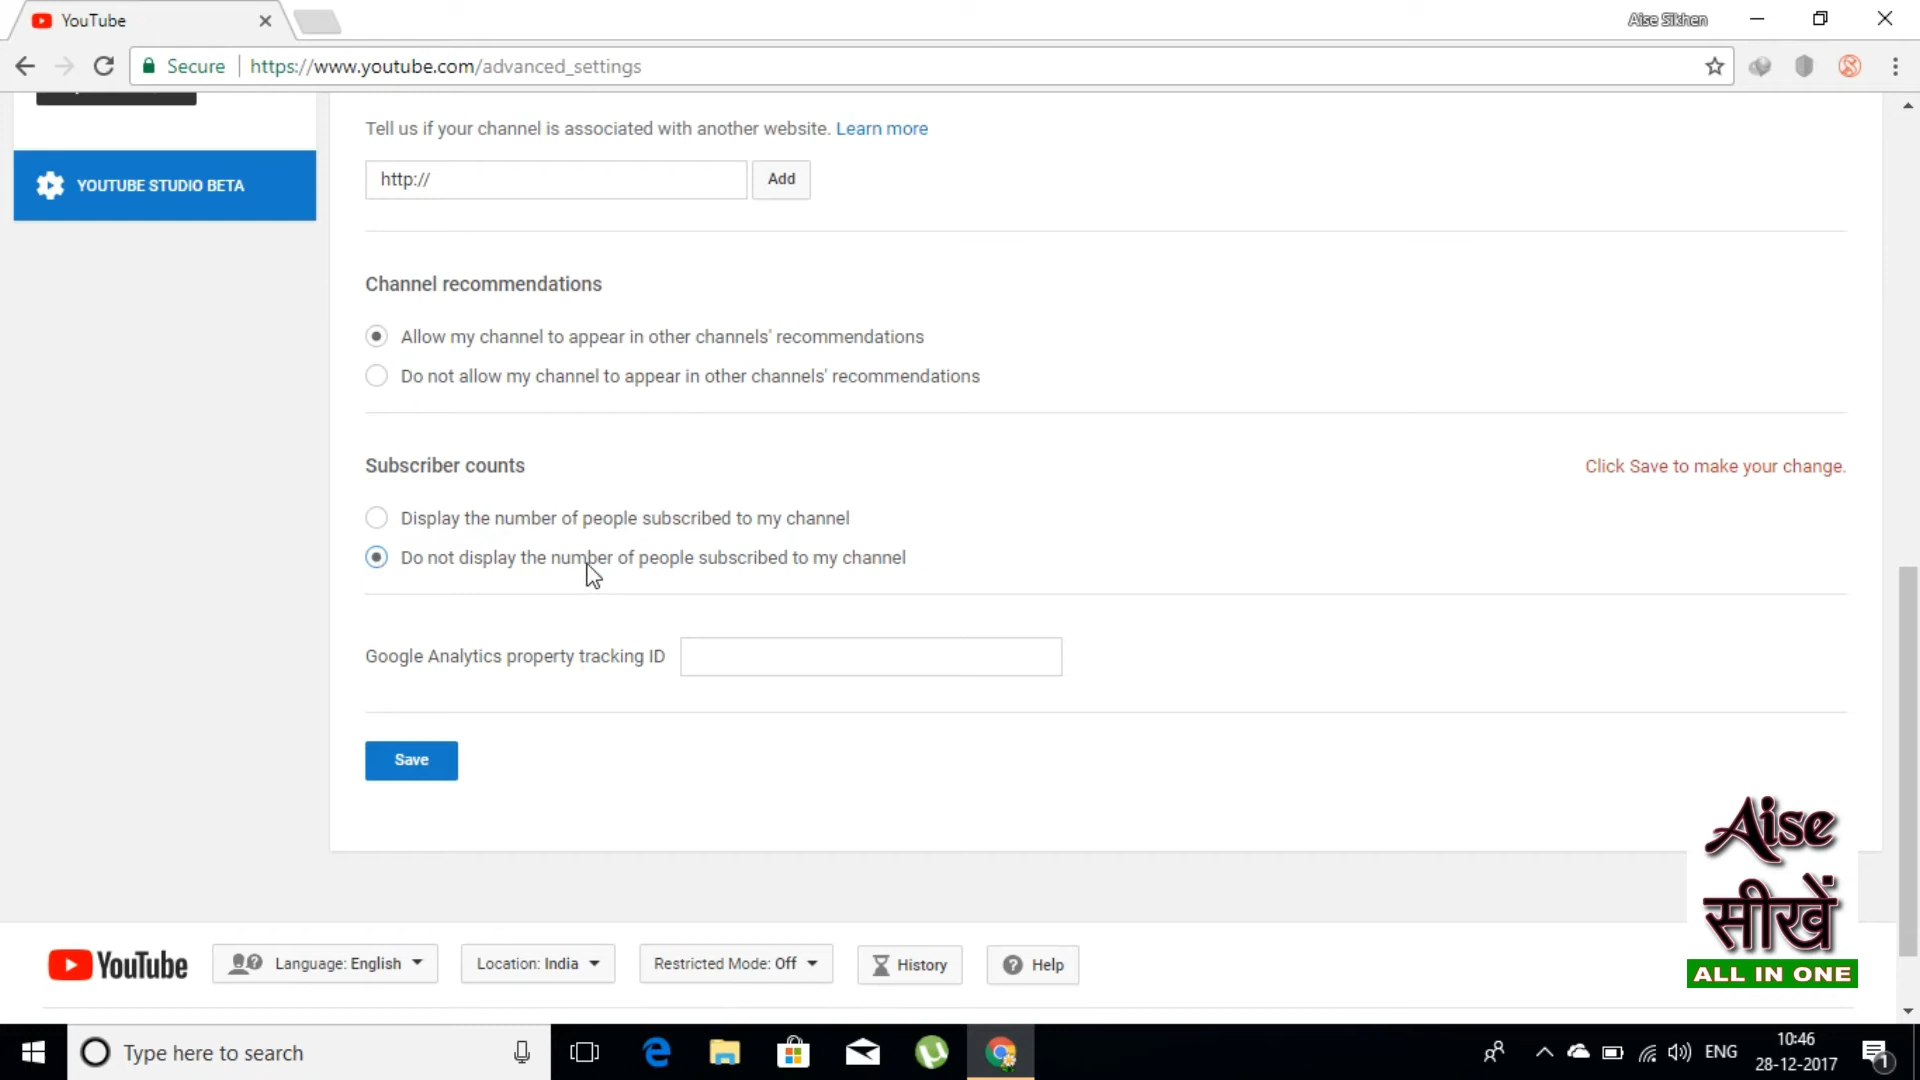 YouTube
Aise Sikhen
Secure
https://www.youtube.com/advanced_settings
Tell us if your channel is associated with another website. Learn more
YOUTUBE STUDIO BETA
http://
Add
Channel recommendations
Allow my channel to appear in other channels' recommendations
Do not allow my channel to appear in other channels' recommendations
Subscriber counts
Click Save to make your change.
Display the number of people subscribed to my channel
Do not display the number of people subscribed to my channel
Google Analytics property tracking ID
Save
Aise
सीखें
ALL IN ONE
YouTube
Language: English
Location: India
Restricted Mode: Off
History
Help
Type here to search
ENG
10:46
28-12-2017
1